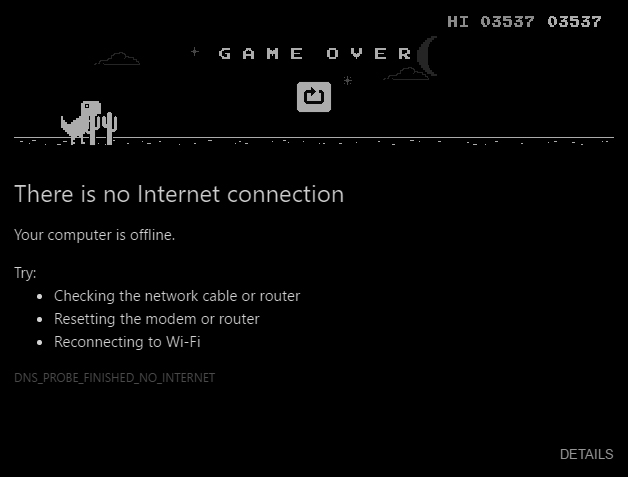 HI 03537 03537
GAME OVER
There is no Internet connection
Your computer is offline.
Try:
Checking the network cable or router
Resetting the modem or router
Reconnecting to Wi-Fi
DNS_PROBE_FINISHED_NO_INTERNET
DETAILS